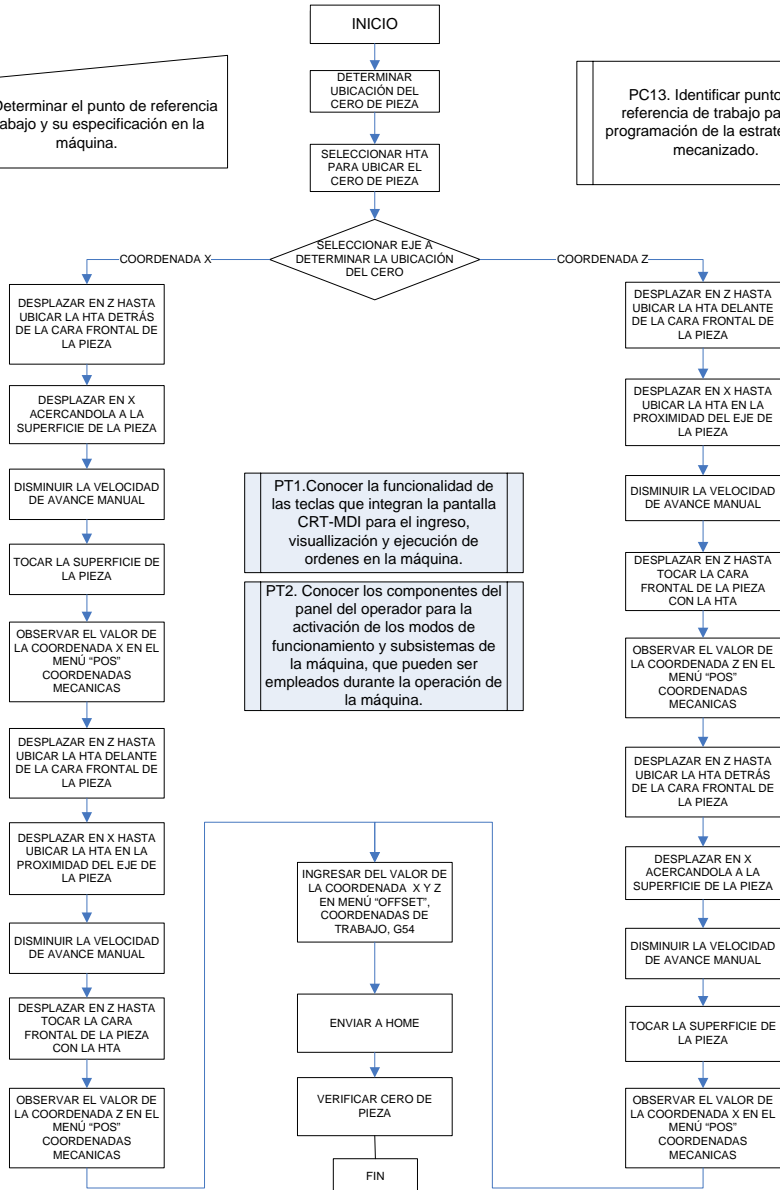 INICIO
DETERMINAR
UBICACIÓN DEL
CERO DE PIEZA
SELECCIONAR HTA
PARA UBICAR EL
CERO DE PIEZA
Determinar el punto de referencia
abajo y su especificación en la
máquina.
PC13. Identificar punto
referencia de trabajo pa
programación de la estrate
mecanizado.
SELECCIONAR EJE A
DETERMINAR LA UBICACIÓN
DEL CERO
COORDENADA X
COORDENADA Z
DESPLAZAR EN Z HASTA
UBICAR LA HTA DETRÁS
DE LA CARA FRONTAL DE
LA PIEZA
DESPLAZAR EN X
ACERCANDOLA A LA
SUPERFICIE DE LA PIEZA
DISMINUIR LA VELOCIDAD
DE AVANCE MANUAL
TOCAR LA SUPERFICIE DE
LA PIEZA
OBSERVAR EL VALOR DE
LA COORDENADA X EN EL
MENÚ “POS”
COORDENADAS
MECANICAS
DESPLAZAR EN Z HASTA
UBICAR LA HTA DELANTE
DE LA CARA FRONTAL DE
LA PIEZA
DESPLAZAR EN X HASTA
UBICAR LA HTA EN LA
PROXIMIDAD DEL EJE DE
LA PIEZA
DISMINUIR LA VELOCIDAD
DE AVANCE MANUAL
DESPLAZAR EN Z HASTA
TOCAR LA CARA
FRONTAL DE LA PIEZA
CON LA HTA
OBSERVAR EL VALOR DE
LA COORDENADA Z EN EL
MENÚ “POS”
COORDENADAS
MECANICAS
PT1.Conocer la funcionalidad de
las teclas que integran la pantalla
CRT-MDI para el ingreso,
visuallización y ejecución de
ordenes en la máquina.
PT2. Conocer los componentes del
panel del operador para la
activación de los modos de
funcionamiento y subsistemas de
la máquina, que pueden ser
empleados durante la operación de
la máquina.
DESPLAZAR EN Z HASTA
UBICAR LA HTA DELANTE
DE LA CARA FRONTAL DE
LA PIEZA
DESPLAZAR EN X HASTA
UBICAR LA HTA EN LA
PROXIMIDAD DEL EJE DE
LA PIEZA
DISMINUIR LA VELOCIDAD
DE AVANCE MANUAL
DESPLAZAR EN Z HASTA
TOCAR LA CARA
FRONTAL DE LA PIEZA
CON LA HTA
OBSERVAR EL VALOR DE
LA COORDENADA Z EN EL
MENÚ “POS”
COORDENADAS
MECANICAS
DESPLAZAR EN Z HASTA
UBICAR LA HTA DETRÁS
DE LA CARA FRONTAL DE
LA PIEZA
DESPLAZAR EN X
ACERCANDOLA A LA
SUPERFICIE DE LA PIEZA
DISMINUIR LA VELOCIDAD
DE AVANCE MANUAL
TOCAR LA SUPERFICIE DE
LA PIEZA
OBSERVAR EL VALOR DE
LA COORDENADA X EN EL
MENÚ “POS”
COORDENADAS
MECANICAS
INGRESAR DEL VALOR DE
LA COORDENADA X Y Z
EN MENÚ “OFFSET”,
COORDENADAS DE
TRABAJO, G54
ENVIAR A HOME
VERIFICAR CERO DE
PIEZA
FIN